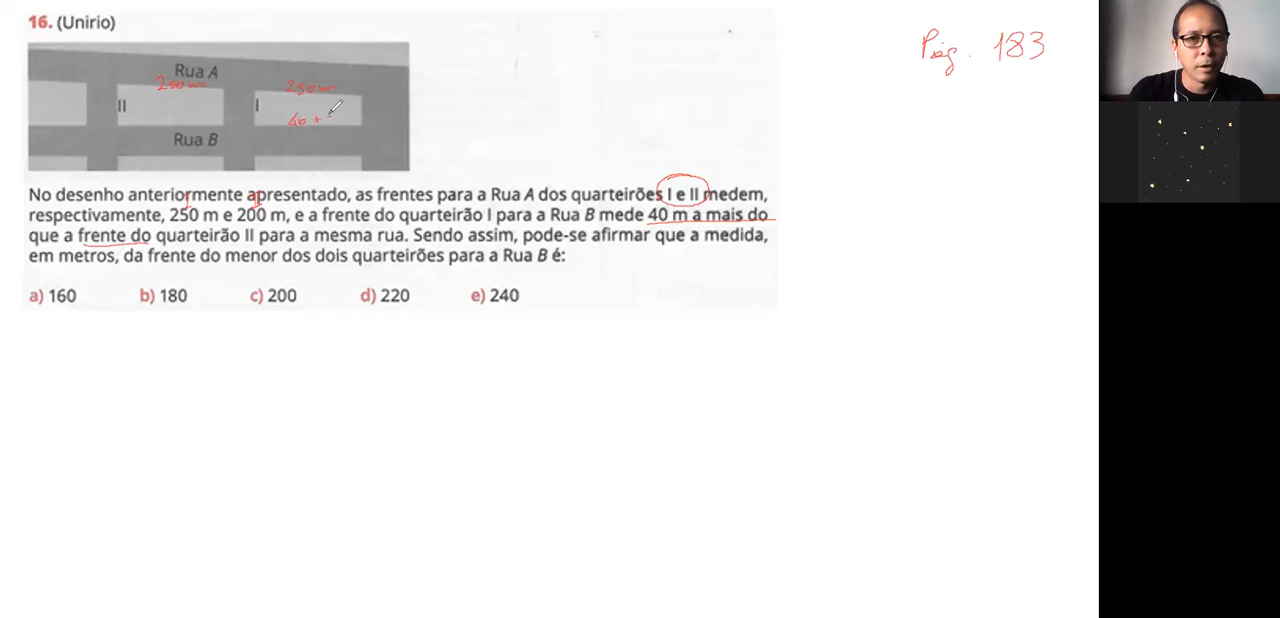 16. (Unirio)
Pág. 183
Rua A
200m 250m
II I
40 +
Rua B
No desenho anteriormente apresentado, as frentes para a Rua A dos quarteirões I e II medem,
I II
respectivamente, 250 m e 200 m, e a frente do quarteirão I para a Rua B mede 40 m a mais do
que a frente do quarteirão II para a mesma rua. Sendo assim, pode-se afirmar que a medida,
em metros, da frente do menor dos dois quarteirões para a Rua B é:
a) 160 b) 180 c) 200 d) 220 e) 240